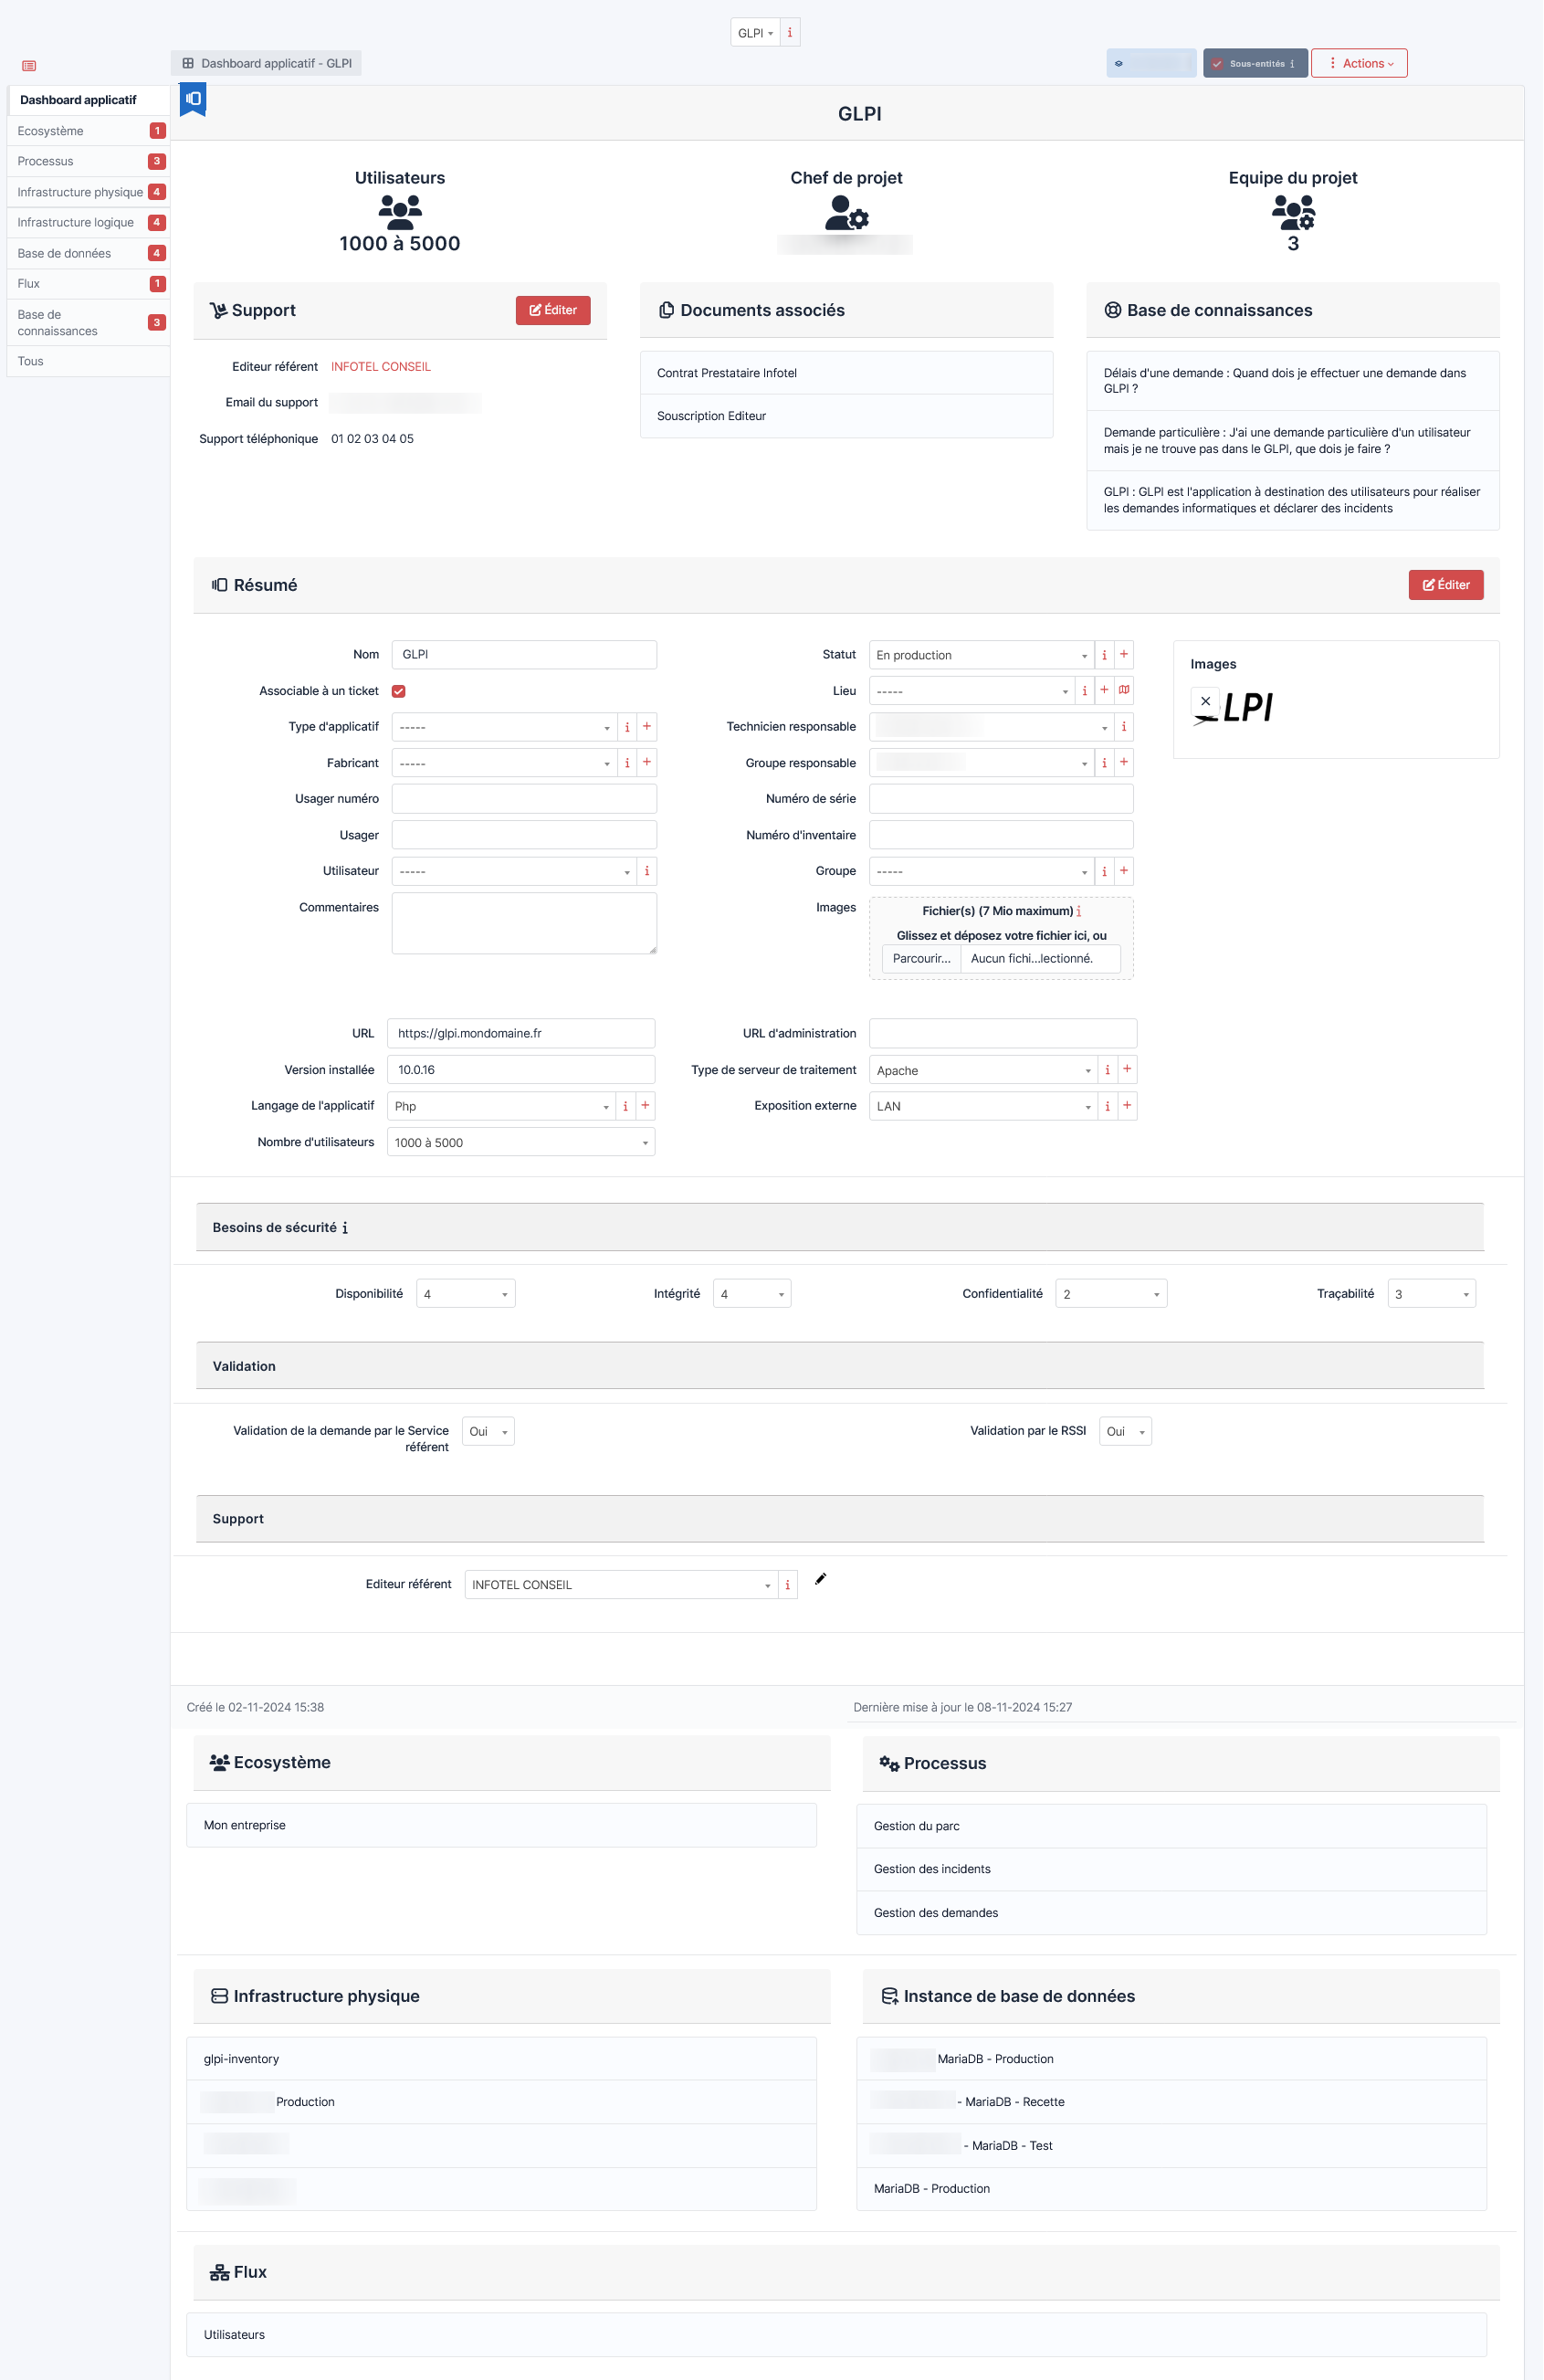 GLPI
Dashboard applicatif - GLPI
Sous-entités
Actions
Dashboard applicatif
Ecosystème 1
Processus 3
Infrastructure physique 4
Infrastructure logique 4
Base de données 4
Flux 1
Base de
connaissances 3
Tous
GLPI
Utilisateurs
1000 à 5000
Chef de projet
Equipe du projet
3
Support
Éditer
Editeur référent INFOTEL CONSEIL
Email du support
Support téléphonique 01 02 03 04 05
Documents associés
Contrat Prestataire Infotel
Souscription Editeur
Base de connaissances
Délais d'une demande : Quand dois je effectuer une demande dans
GLPI ?
Demande particulière : J'ai une demande particulière d'un utilisateur
mais je ne trouve pas dans le GLPI, que dois je faire ?
GLPI : GLPI est l'application à destination des utilisateurs pour réaliser
les demandes informatiques et déclarer des incidents
Résumé
Éditer
Nom GLPI
Statut En production
Associable à un ticket
Lieu -----
Type d'applicatif -----
Technicien responsable
Fabricant -----
Groupe responsable
Usager numéro
Numéro de série
Usager
Numéro d'inventaire
Utilisateur -----
Groupe -----
Commentaires
Images
Fichier(s) (7 Mio maximum)
Glissez et déposez votre fichier ici, ou
Parcourir... Aucun fichi...lectionné.
Images
LPI
URL https://glpi.mondomaine.fr
URL d'administration
Version installée 10.0.16
Type de serveur de traitement Apache
Langage de l'applicatif Php
Exposition externe LAN
Nombre d'utilisateurs 1000 à 5000
Besoins de sécurité
Disponibilité 4
Intégrité 4
Confidentialité 2
Traçabilité 3
Validation
Validation de la demande par le Service
référent Oui
Validation par le RSSI Oui
Support
Editeur référent INFOTEL CONSEIL
Créé le 02-11-2024 15:38
Dernière mise à jour le 08-11-2024 15:27
Ecosystème
Mon entreprise
Processus
Gestion du parc
Gestion des incidents
Gestion des demandes
Infrastructure physique
glpi-inventory
Production
Instance de base de données
MariaDB - Production
- MariaDB - Recette
- MariaDB - Test
MariaDB - Production
Flux
Utilisateurs